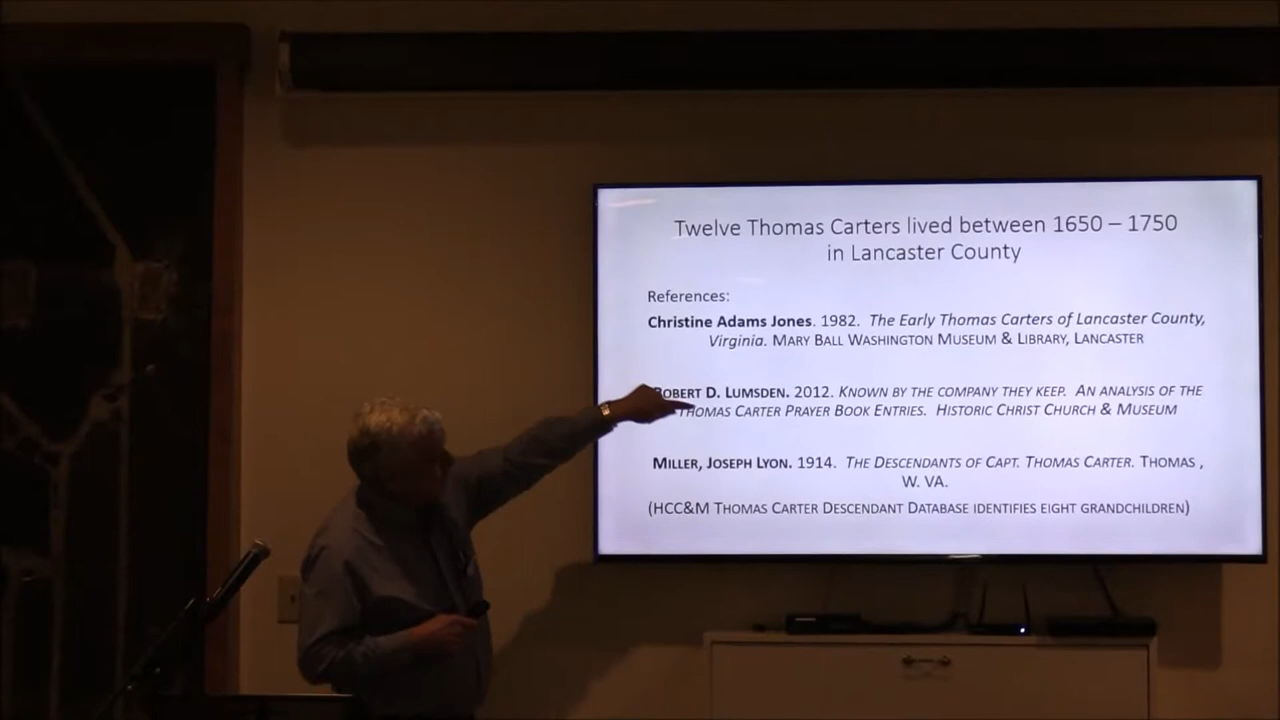 Twelve Thomas Carters lived between 1650 – 1750
in Lancaster County
References:
Christine Adams Jones. 1982. The Early Thomas Carters of Lancaster County,
Virginia. MARY BALL WASHINGTON MUSEUM & LIBRARY, LANCASTER
ROBERT D. LUMSDEN. 2012. KNOWN BY THE COMPANY THEY KEEP. AN ANALYSIS OF THE
THOMAS CARTER PRAYER BOOK ENTRIES. HISTORIC CHRIST CHURCH & MUSEUM
MILLER, JOSEPH LYON. 1914. THE DESCENDANTS OF CAPT. THOMAS CARTER. THOMAS ,
W. VA.
(HCC&M THOMAS CARTER DESCENDANT DATABASE IDENTIFIES EIGHT GRANDCHILDREN)